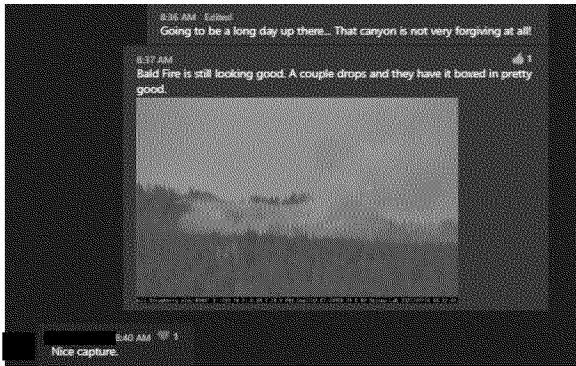 8:36 AM Edited
Going to be a long day up there... That canyon is not very forgiving at all!
8:37 AM
1
Bald Fire is still looking good. A couple drops and they have it boxed in pretty
good.
8:40 AM 1
Nice capture.